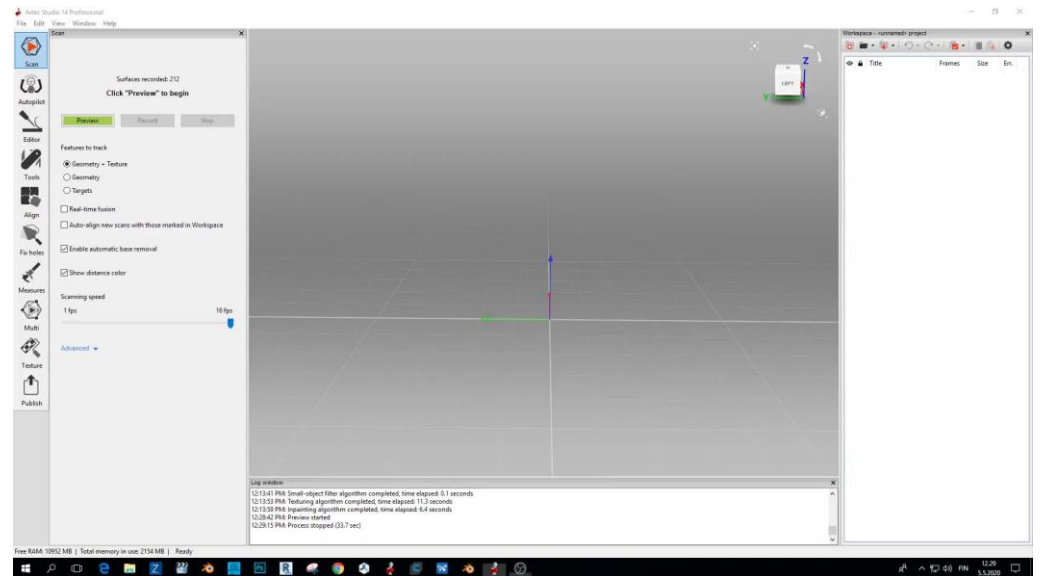 Artec Studio 14 Professional
File Edit View Window Help
Scan
Scan
Autopilot
Editor
Tools
Align
Fix holes
Measures
Multi
Texture
Publish
Surfaces recorded: 212
Click "Preview" to begin
Preview Record Stop
Features to track
Geometry + Texture
Geometry
Targets
Real-time fusion
Auto-align new scans with those marked in Workspace
Enable automatic base removal
Show distance color
Scanning speed
1 fps 16 fps
Advanced
Z
LEFT
Y
X
Workspace - <unnamed> project
Title Frames Size Err.
Log window
12:13:41 PM: Small-object filter algorithm completed, time elapsed: 0.1 seconds
12:13:53 PM: Texturing algorithm completed, time elapsed: 11.3 seconds
12:13:59 PM: Inpainting algorithm completed, time elapsed: 6.4 seconds
12:28:42 PM: Preview started
12:29:15 PM: Process stopped (33.7 sec)
Free RAM: 10952 MB | Total memory in use: 2154 MB | Ready
FIN
12.29
5.5.2020